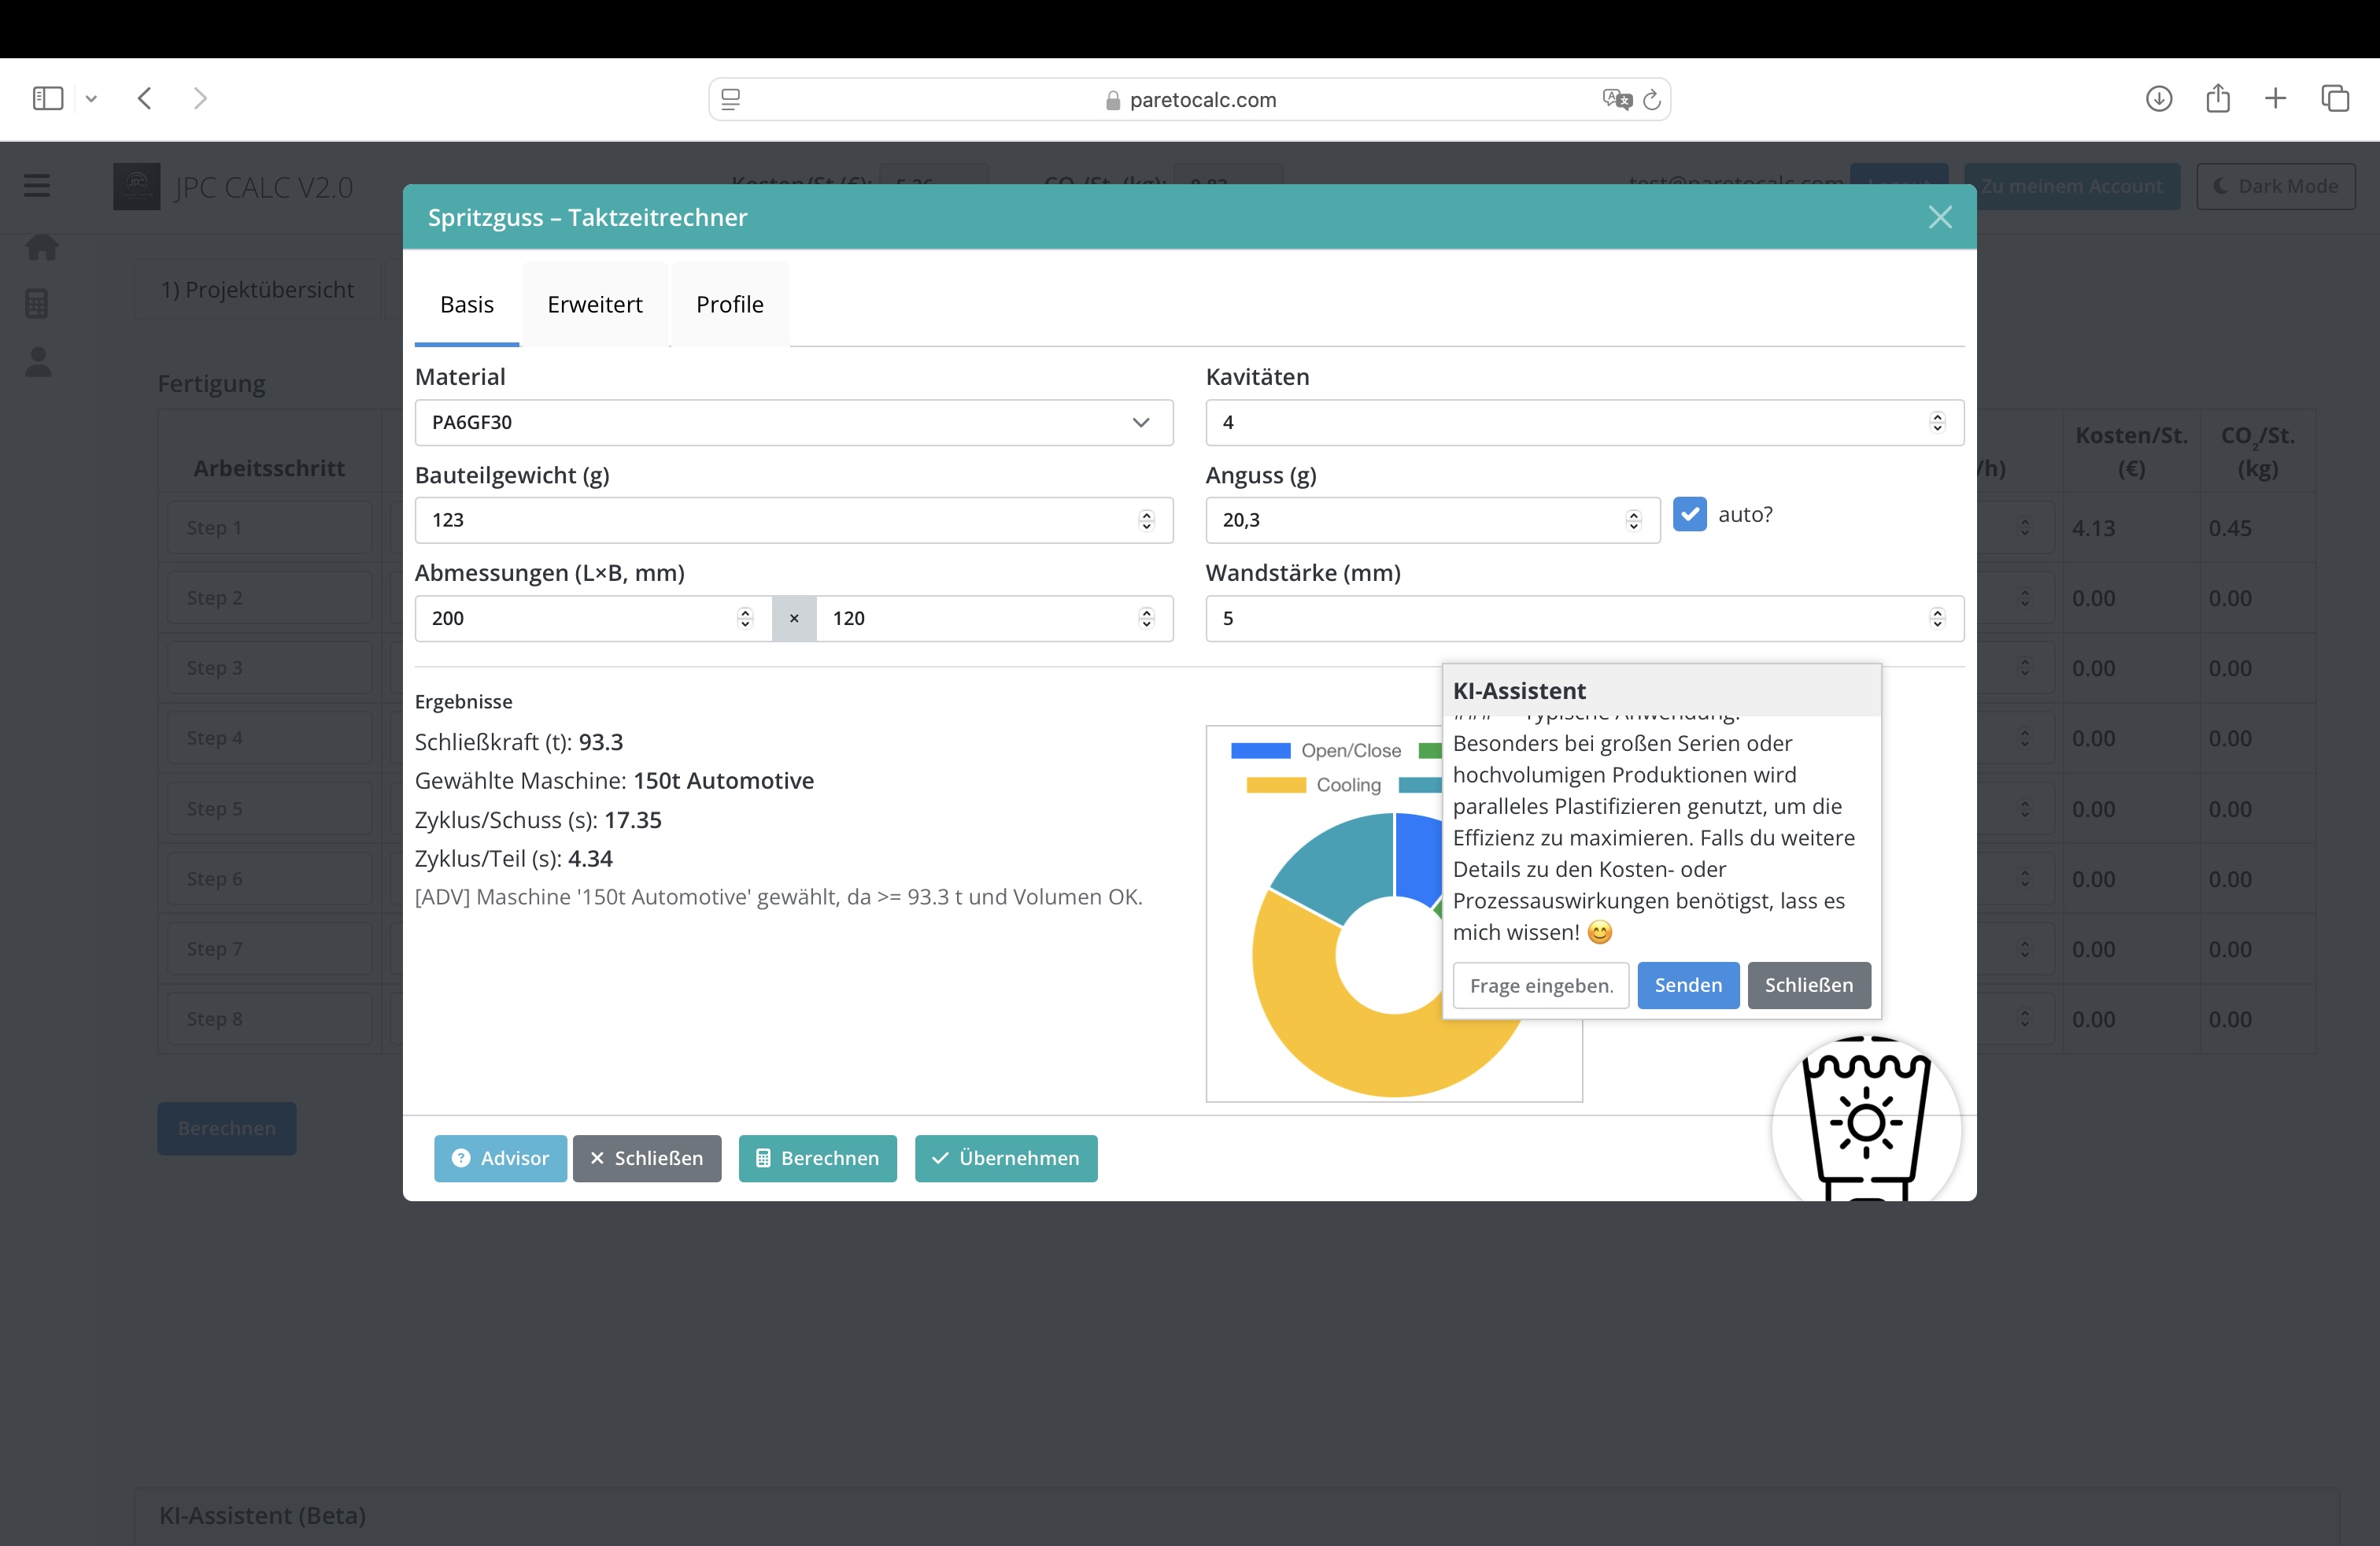 paretocalc.com
JPC CALC V2.0
Kosten/St.(€): 5.26
CO2/St. (kg): 0.82
test@paretocalc.com
Zu meinem Account
Dark Mode
Spritzguss – Taktzeitrechner
1) Projektübersicht
Basis
Erweitert
Profile
Fertigung
Arbeitsschritt
/h)
Kosten/St. (€)
CO2/St. (kg)
Step 1
4.13
0.45
Step 2
0.00
0.00
Step 3
0.00
0.00
Step 4
0.00
0.00
Step 5
0.00
0.00
Step 6
0.00
0.00
Step 7
0.00
0.00
Step 8
0.00
0.00
Berechnen
Material
PA6GF30
Kavitäten
4
Bauteilgewicht (g)
123
Anguss (g)
20,3
auto?
Abmessungen (L×B, mm)
200 × 120
Wandstärke (mm)
5
Ergebnisse
Schließkraft (t): 93.3
Gewählte Maschine: 150t Automotive
Zyklus/Schuss (s): 17.35
Zyklus/Teil (s): 4.34
[ADV] Maschine '150t Automotive' gewählt, da >= 93.3 t und Volumen OK.
Open/Close
Cooling
KI-Assistent
Typische Anwendung:
Besonders bei großen Serien oder
hochvolumigen Produktionen wird
paralleles Plastifizieren genutzt, um die
Effizienz zu maximieren. Falls du weitere
Details zu den Kosten- oder
Prozessauswirkungen benötigst, lass es
mich wissen! 😊
Frage eingeben.
Senden
Schließen
Advisor
Schließen
Berechnen
Übernehmen
KI-Assistent (Beta)